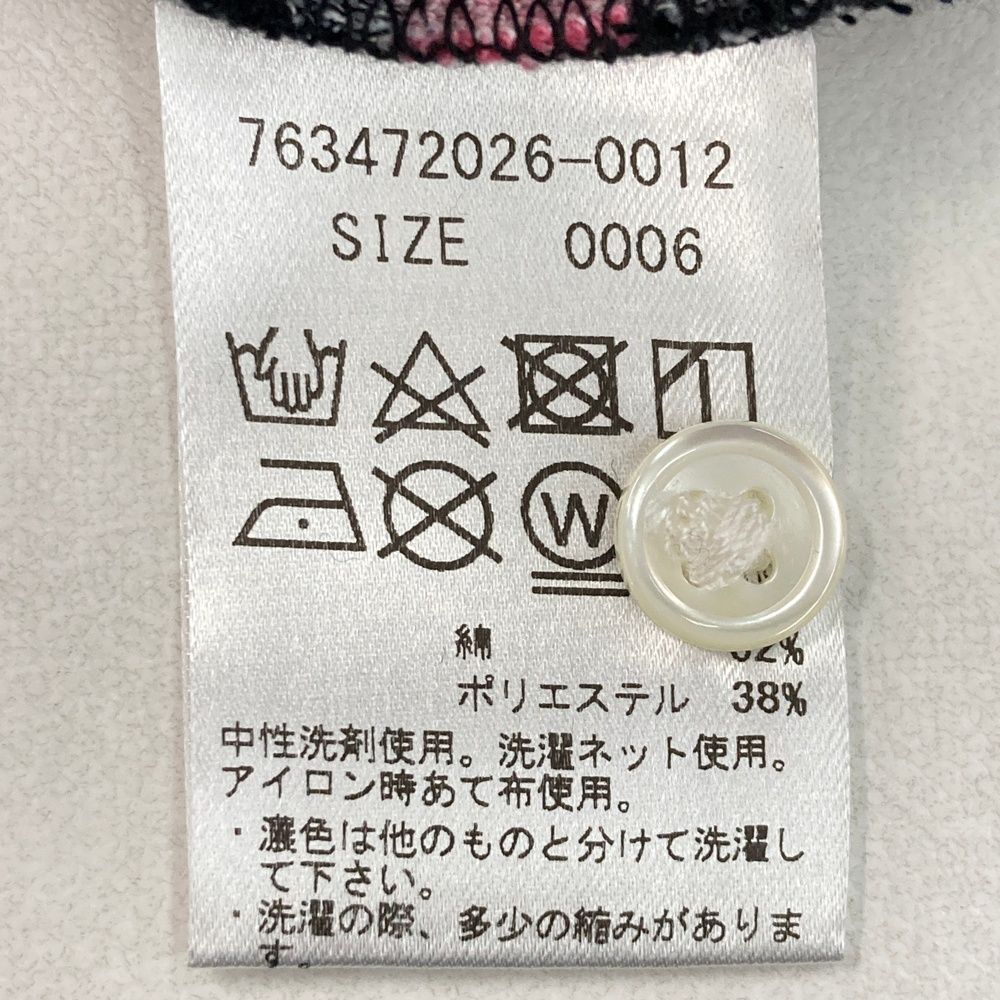 763472026-0012
SIZE 0006
W
綿 62%
ポリエステル 38%
中性洗剤使用。洗濯ネット使用。
アイロン時あて布使用。
・濃色は他のものと分けて洗濯し
て下さい。
・洗濯の際、多少の縮みがありま
す。